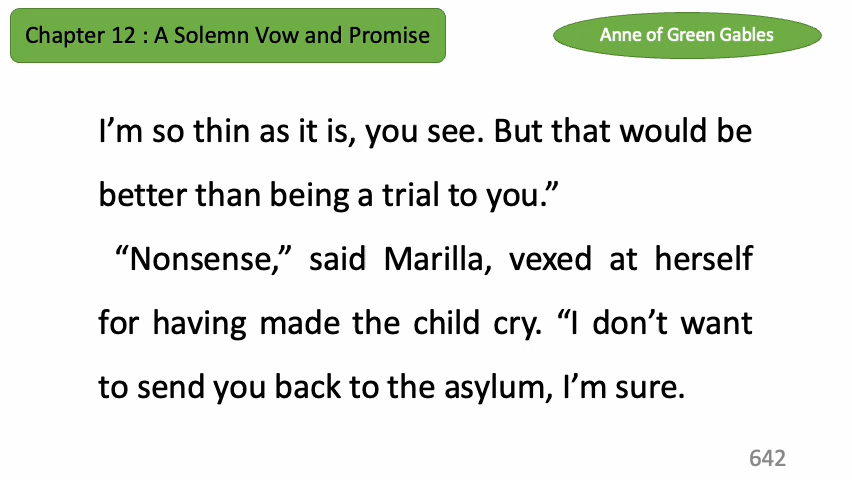 Chapter 12 : A Solemn Vow and Promise
Anne of Green Gables
I’m so thin as it is, you see. But that would be
better than being a trial to you.”
“Nonsense,” said Marilla, vexed at herself
for having made the child cry. “I don’t want
to send you back to the asylum, I’m sure.
642